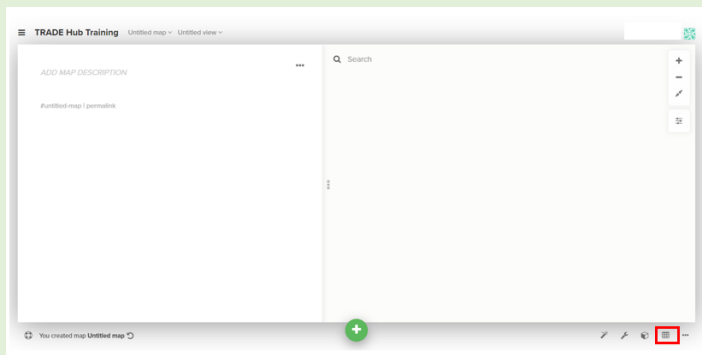 TRADE Hub Training Untitled map Untitled view
Search
ADD MAP DESCRIPTION
#untitled-map | permalink
You created map Untitled map